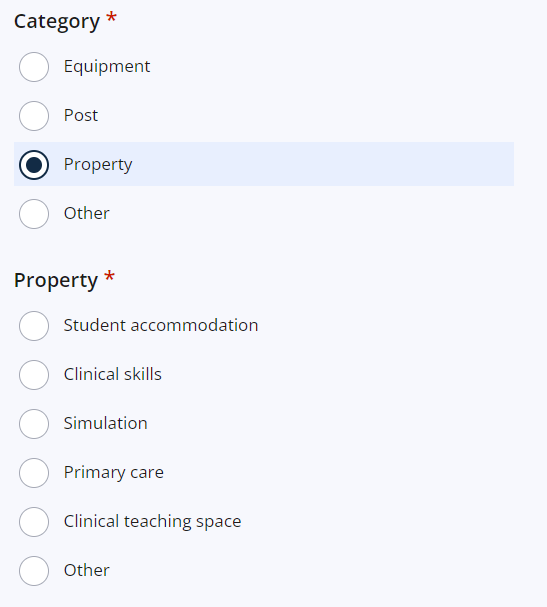 Category *
Equipment
Post
Property
Other
Property *
Student accommodation
Clinical skills
Simulation
Primary care
Clinical teaching space
Other